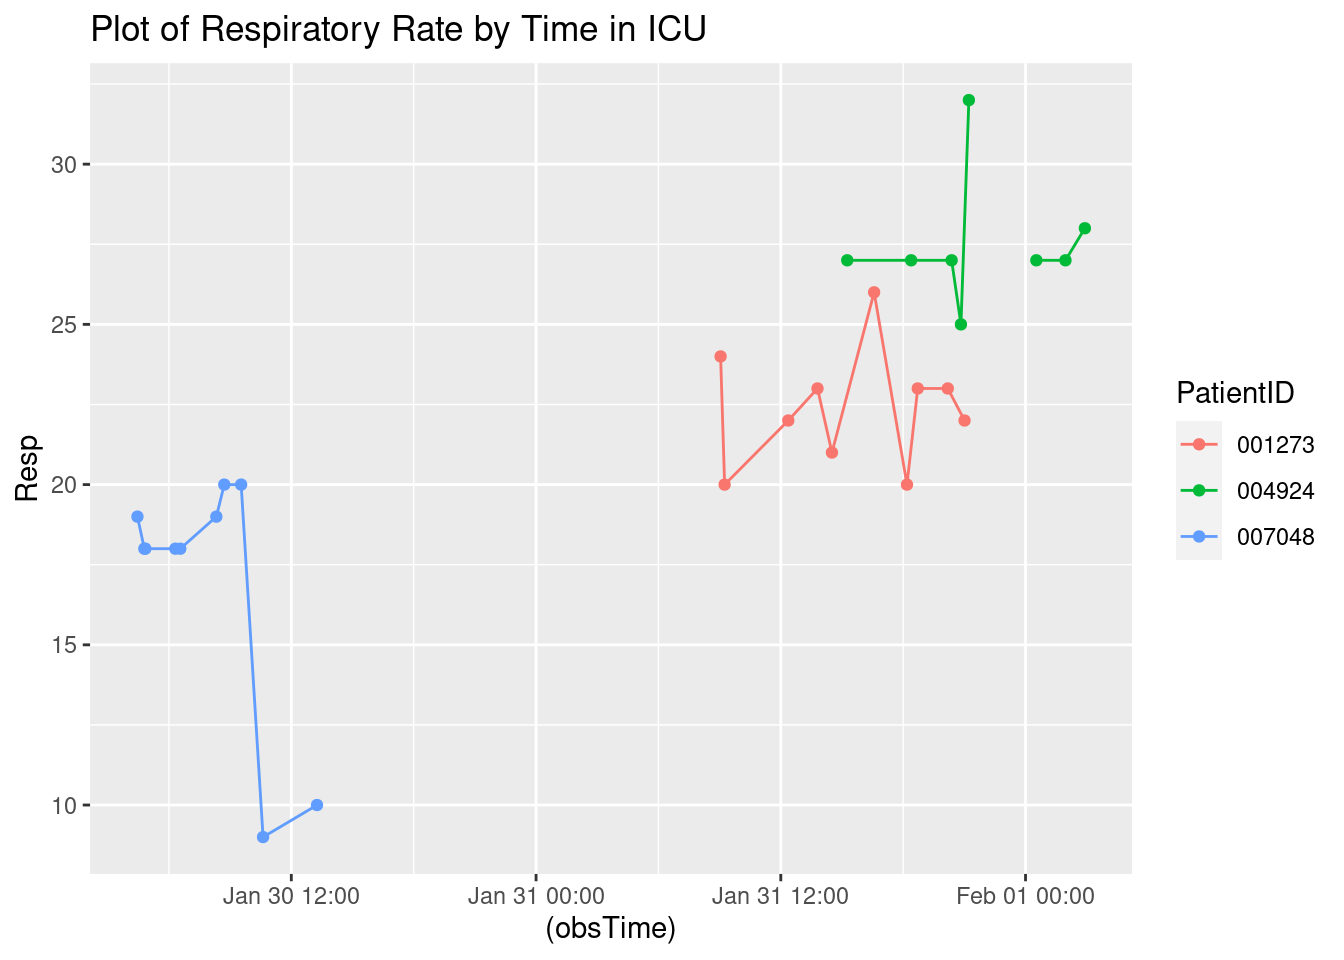 Plot of Respiratory Rate by Time in ICU
Resp
30
25
20
15
10
Jan 30 12:00
Jan 31 00:00
Jan 31 12:00
Feb 01 00:00
(obsTime)
PatientID
001273
004924
007048